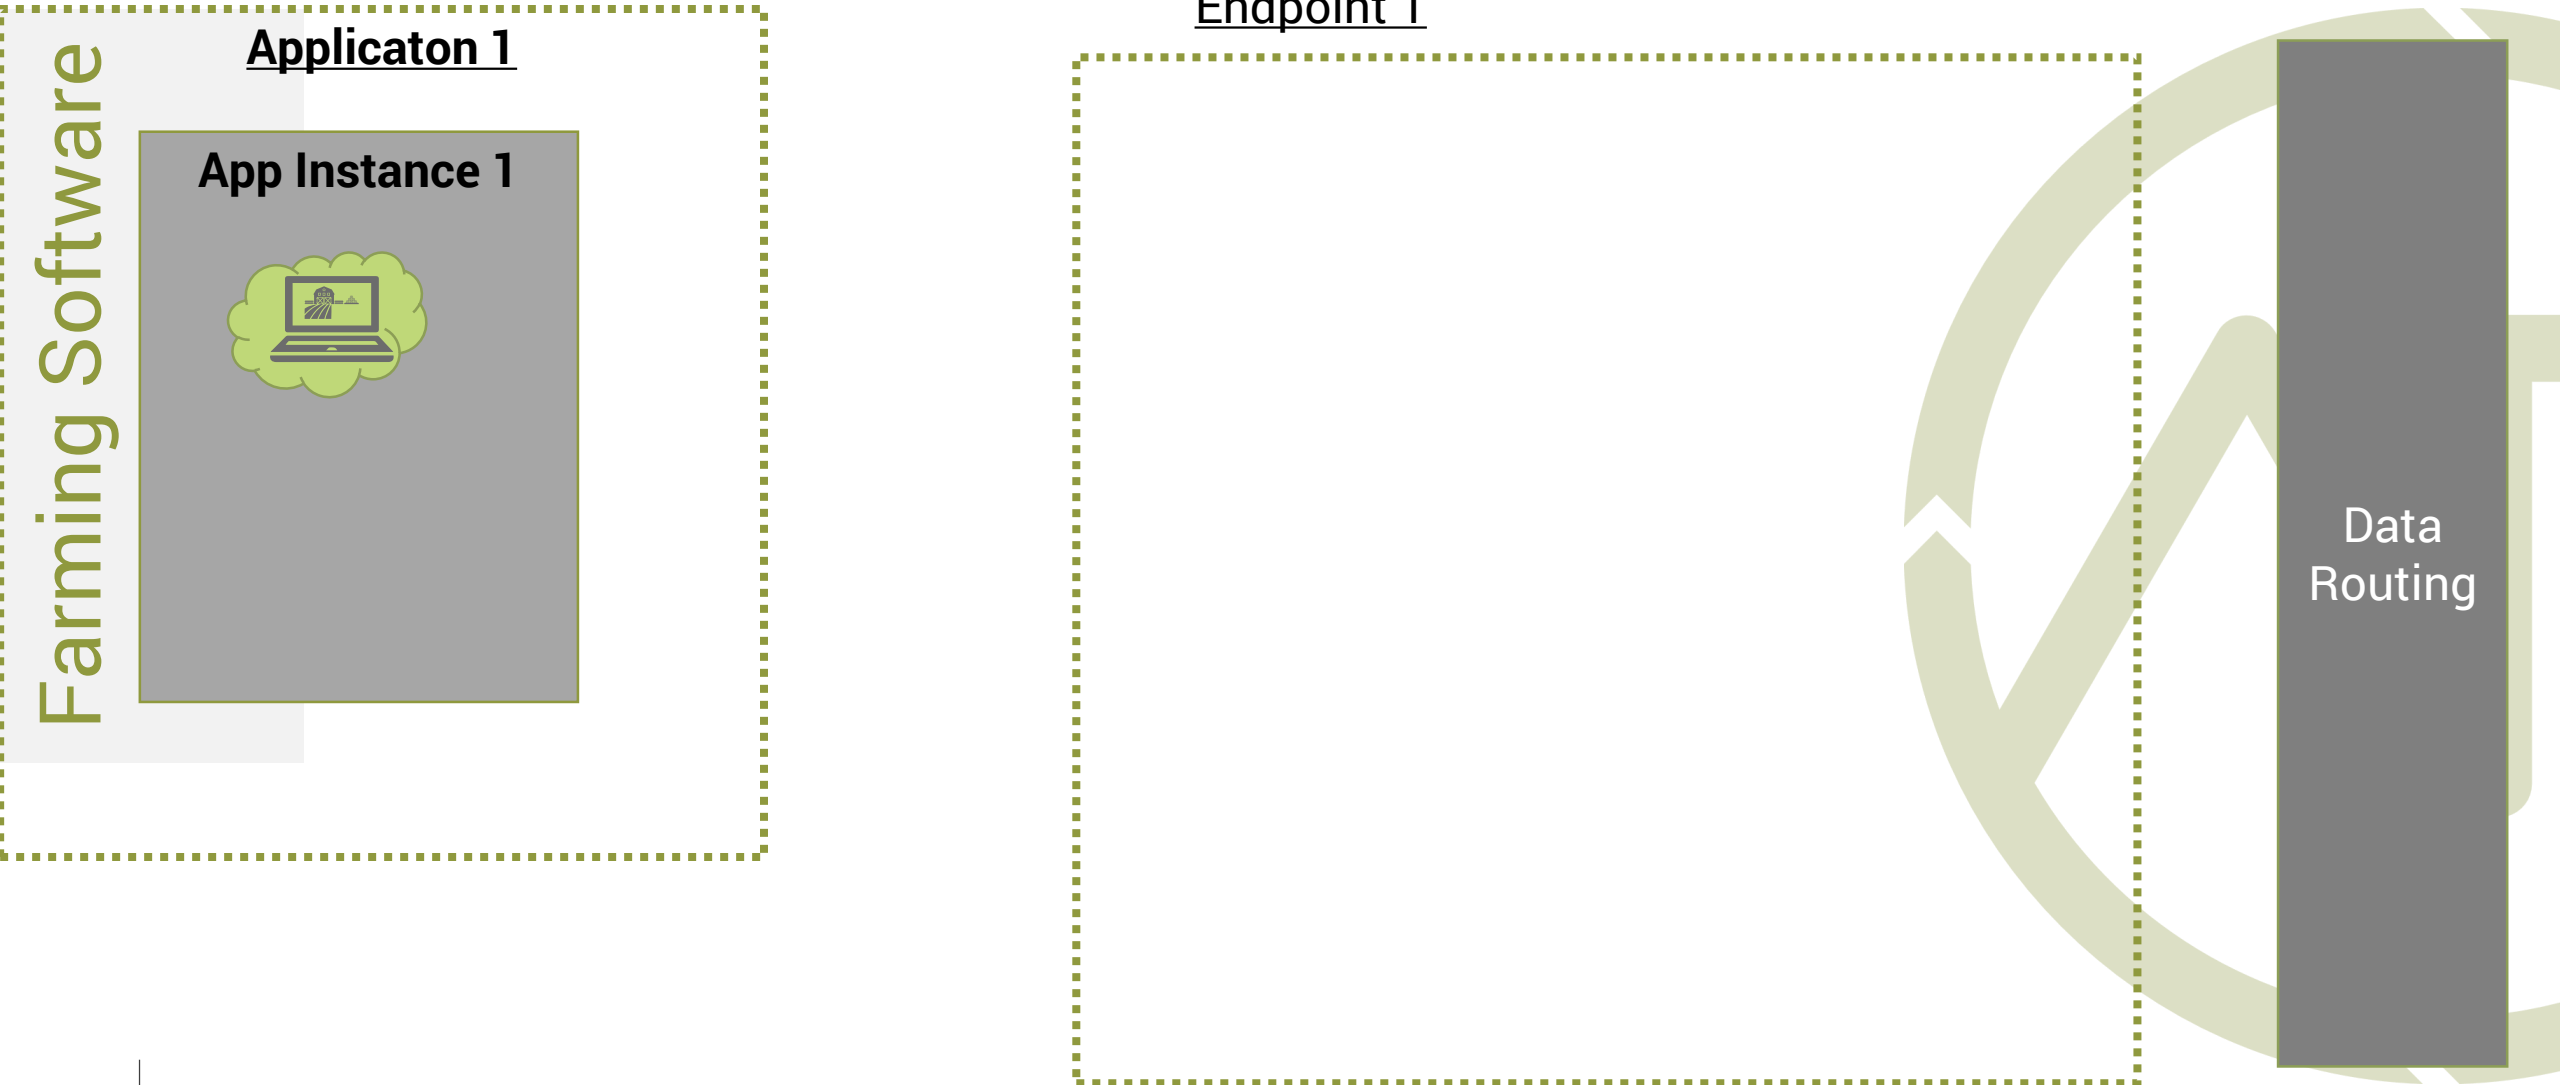 Endpoint 1
Applicaton 1
Farming Software
App Instance 1
Data
Routing